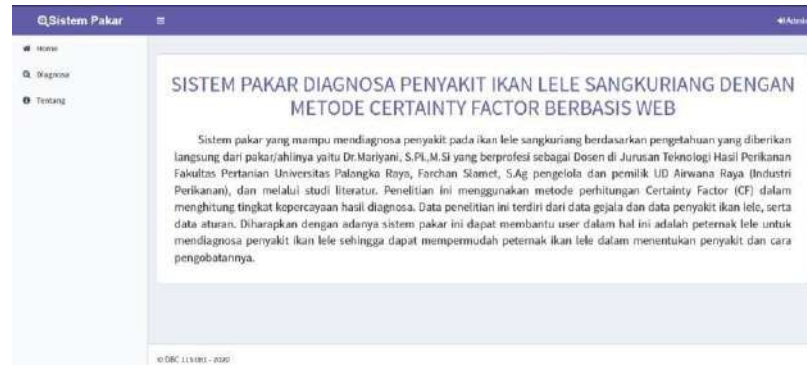 Sistem Pakar
Admin
Home
Diagnosa
Tentang
SISTEM PAKAR DIAGNOSA PENYAKIT IKAN LELE SANGKURIANG DENGAN
METODE CERTAINTY FACTOR BERBASIS WEB
Sistem pakar yang mampu mendiagnosa penyakit pada ikan lele sangkuriang berdasarkan pengetahuan yang diberikan
langsung dari pakar/ahlinya yaitu Dr.Mariyani, S.Pi.,M.Si yang berprofesi sebagai Dosen di Jurusan Teknologi Hasil Perikanan
Fakultas Pertanian Universitas Palangka Raya, Farchan Slamet, S.Ag pengelola dan pemilik UD Airwana Raya (Industri
Perikanan), dan melalui studi literatur. Penelitian ini menggunakan metode perhitungan Certainty Factor (CF) dalam
menghitung tingkat kepercayaan hasil diagnosa. Data penelitian ini terdiri dari data gejala dan data penyakit ikan lele, serta
data aturan. Diharapkan dengan adanya sistem pakar ini dapat membantu user dalam hal ini adalah peternak lele untuk
mendiagnosa penyakit ikan lele sehingga dapat mempermudah peternak ikan lele dalam menentukan penyakit dan cara
pengobatannya.
© DBC - 2020